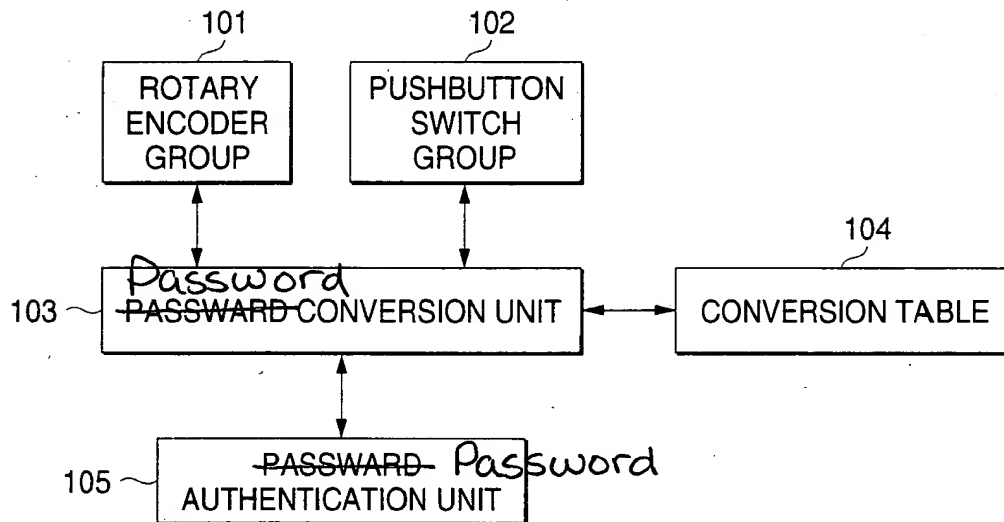 101
102
ROTARY
ENCODER
GROUP
PUSHBUTTON
SWITCH
GROUP
104
Password
103
PASSWARD CONVERSION UNIT
CONVERSION TABLE
PASSWARD Password
105
AUTHENTICATION UNIT